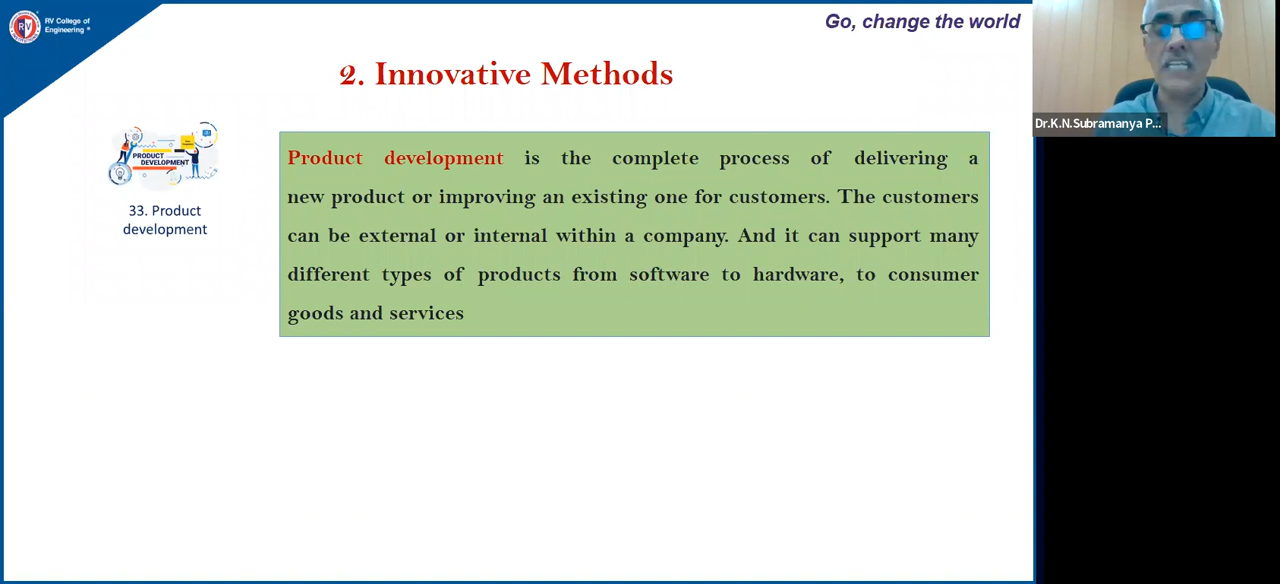 RV College of
Engineering
Go, change the world
Dr.K.N.Subramanya P...
2. Innovative Methods
PRODUCT
DEVELOPMENT
33. Product
development
Product development is the complete process of delivering a
new product or improving an existing one for customers. The customers
can be external or internal within a company. And it can support many
different types of products from software to hardware, to consumer
goods and services